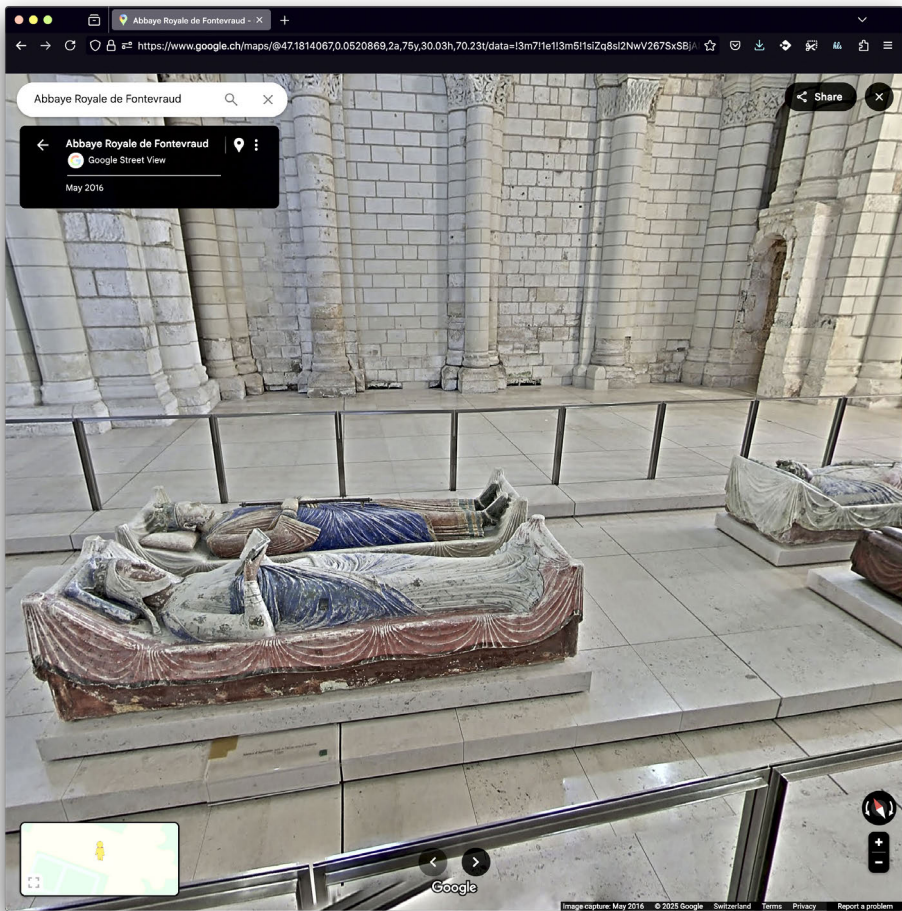 Abbaye Royale de Fontevraud -
https://www.google.ch/maps/@47.1814067,0.0520869,2a,75y,30.03h,70.23t/data=!3m7!1e1!3m5!1siZq8sI2NwV267SxSBjA
Abbaye Royale de Fontevraud
Share
Abbaye Royale de Fontevraud
Google Street View
May 2016
Google
Image capture: May 2016 © 2025 Google Switzerland Terms Privacy Report a problem